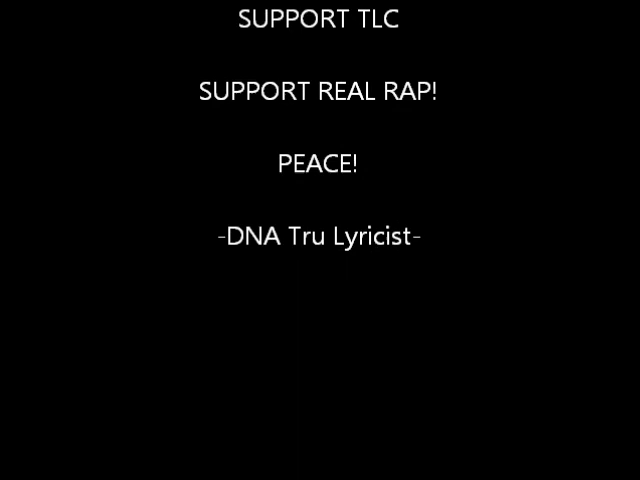 SUPPORT TLC
SUPPORT REAL RAP!
PEACE!
-DNA Tru Lyricist-